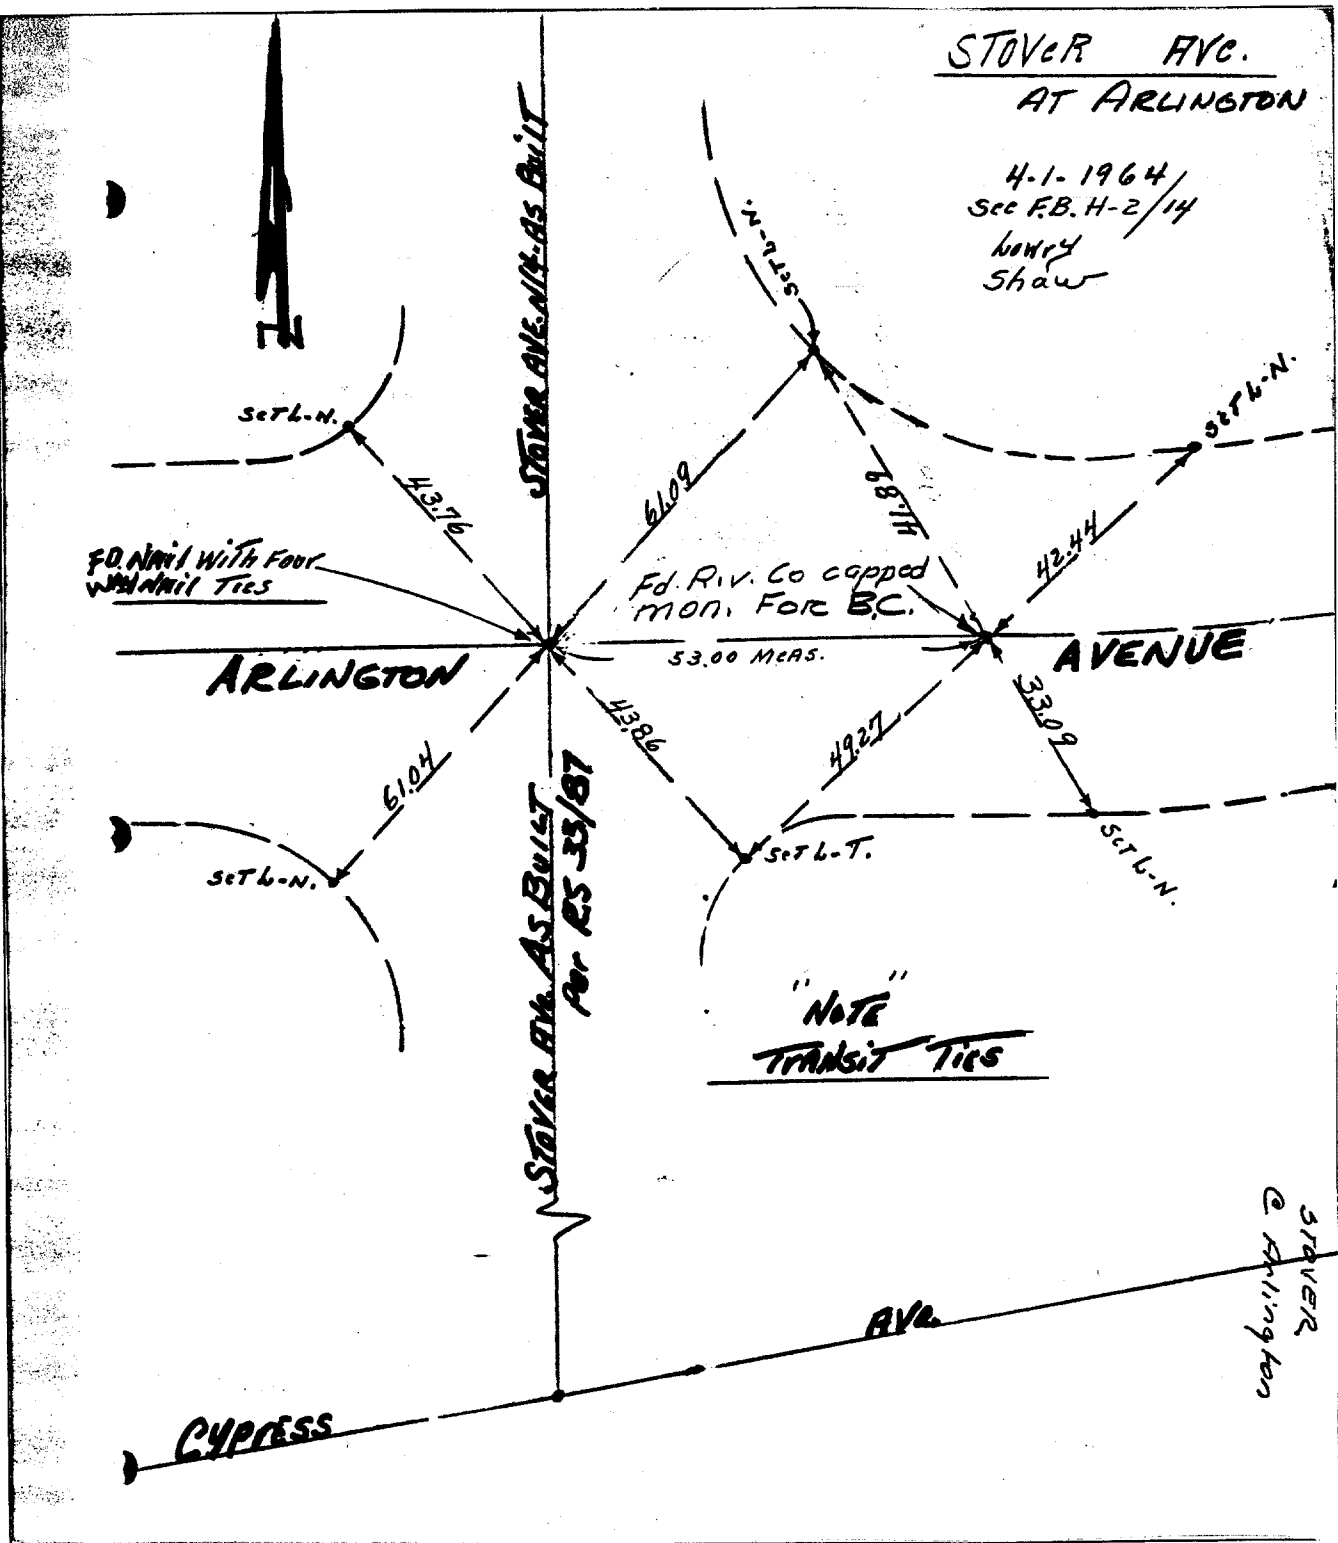 STOVER AVE.
AT ARLINGTON
4-1-1964
See F.B. H-2/14
Lowry
Shaw
N
STOVER AVE. N'LY. AS BUILT
SET L-N.
SET L-N.
SET L-N.
43.76
61.09
41.89
42.44
FD. NAIL WITH FOUR
NAIL TIES
Fd. Riv. Co capped
mon. For B.C.
53.00 MEAS.
ARLINGTON
AVENUE
61.04
43.86
49.27
33.09
SET L-N.
SET L-T.
SET L-N.
STOVER AVE. AS BUILT
Per RS 33/87
"NOTE"
TRANSIT TIES
STOVER
@ Arlington
CYPRESS AVE.